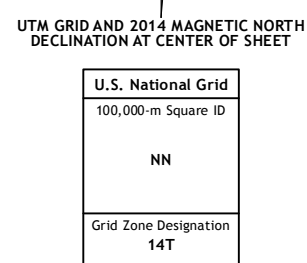 UTM GRID AND 2014 MAGNETIC NORTH
DECLINATION AT CENTER OF SHEET
U.S. National Grid
100,000-m Square ID
NN
Grid Zone Designation
14T